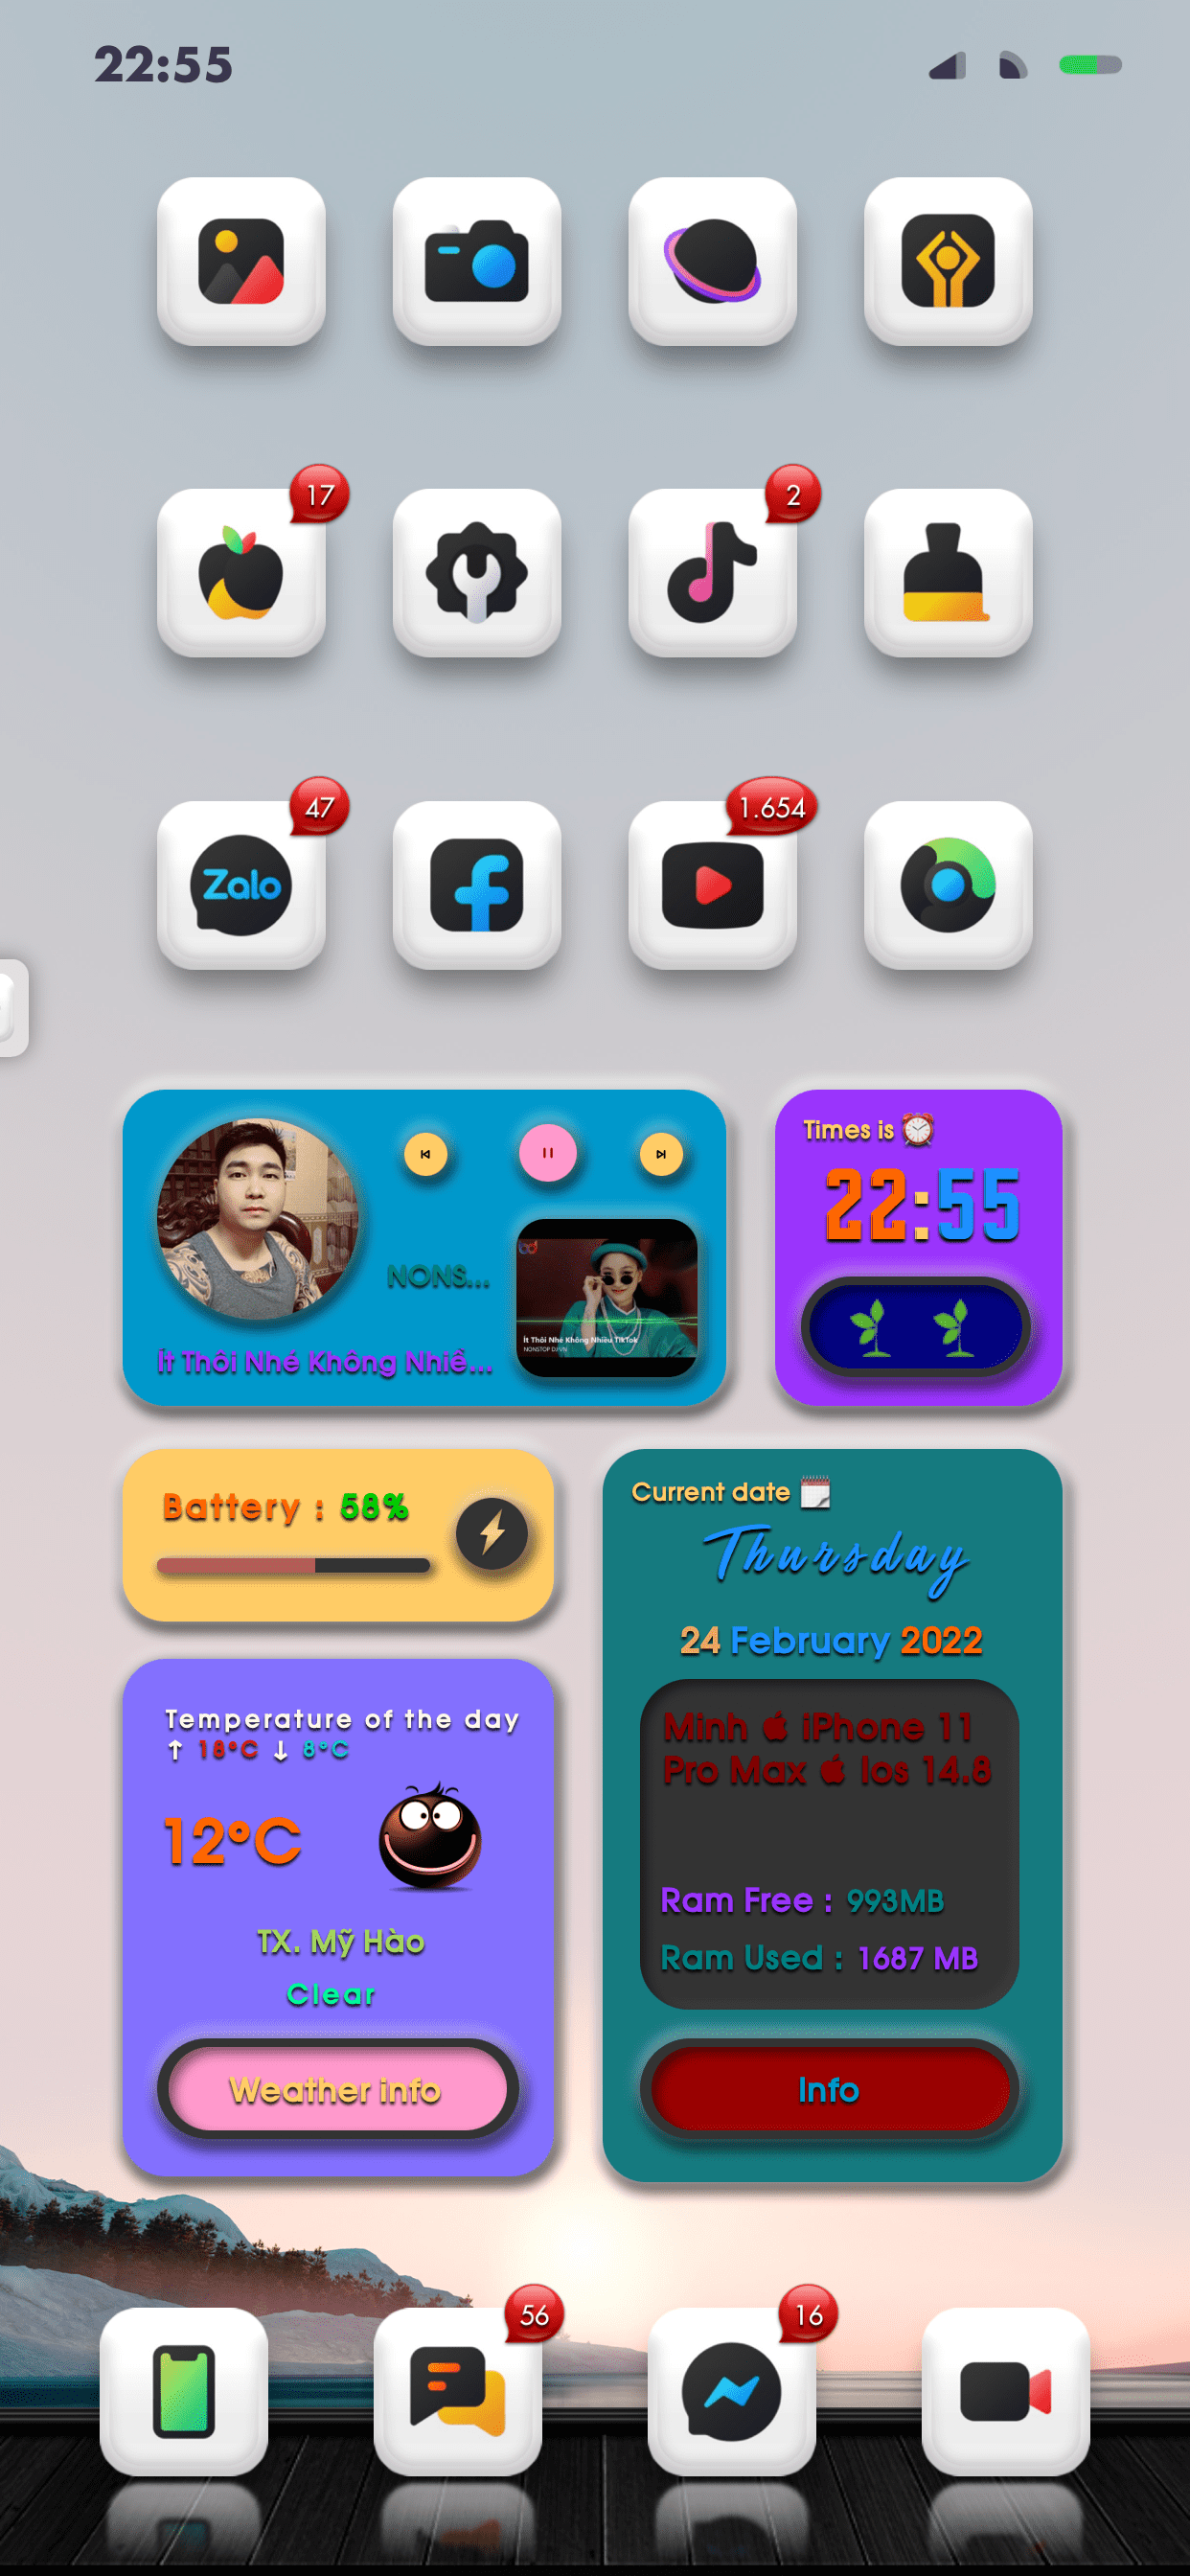 22:55
17
2
Zalo
47
1.654
NONS...
Ít Thôi Nhé Không Nhiều TikTok
NONSTOP DJVN
Ít Thôi Nhé Không Nhiề...
Times is ⏰
22:55
Battery : 58%
Current date 🗓
Thursday
24 February 2022
Temperature of the day
↑ 18°C ↓ 8°C
12°C
TX. Mỹ Hào
Clear
Weather info
Minh  iPhone 11
Pro Max  Ios 14.8
Ram Free : 993MB
Ram Used : 1687 MB
Info
56
16